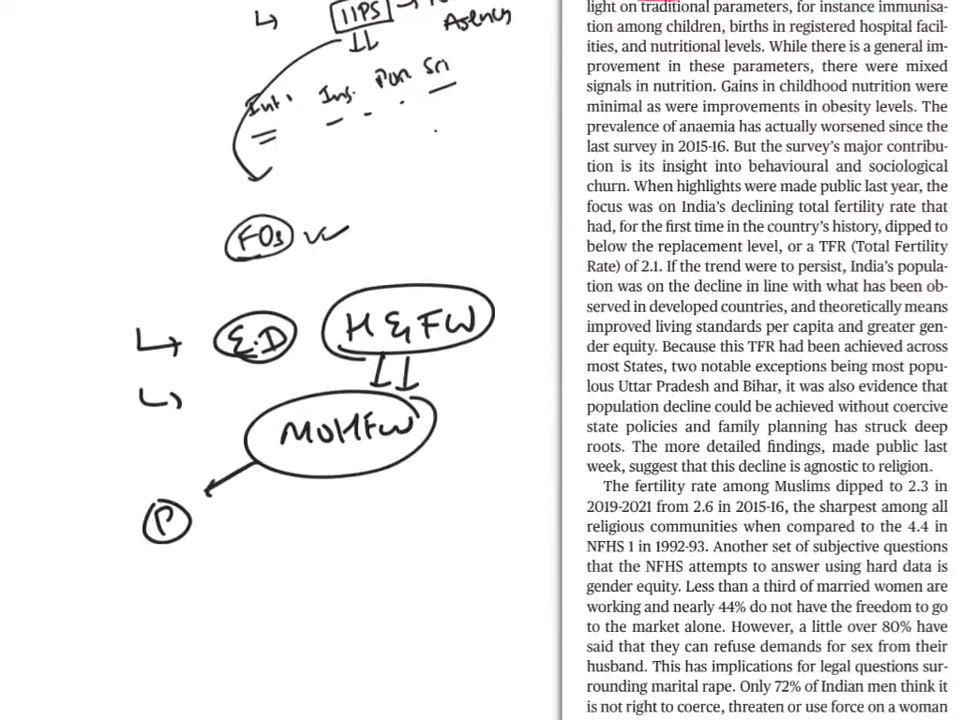 IIPS
Agency
Int. Ins. Pon Sri
FOs
E.D H & FW
MOHFW
P
light on traditional parameters, for instance immunisa-
tion among children, births in registered hospital facil-
ities, and nutritional levels. While there is a general im-
provement in these parameters, there were mixed
signals in nutrition. Gains in childhood nutrition were
minimal as were improvements in obesity levels. The
prevalence of anaemia has actually worsened since the
last survey in 2015-16. But the survey's major contribu-
tion is its insight into behavioural and sociological
churn. When highlights were made public last year, the
focus was on India's declining total fertility rate that
had, for the first time in the country's history, dipped to
below the replacement level, or a TFR (Total Fertility
Rate) of 2.1. If the trend were to persist, India's popula-
tion was on the decline in line with what has been ob-
served in developed countries, and theoretically means
improved living standards per capita and greater gen-
der equity. Because this TFR had been achieved across
most States, two notable exceptions being most popu-
lous Uttar Pradesh and Bihar, it was also evidence that
population decline could be achieved without coercive
state policies and family planning has struck deep
roots. The more detailed findings, made public last
week, suggest that this decline is agnostic to religion.
The fertility rate among Muslims dipped to 2.3 in
2019-2021 from 2.6 in 2015-16, the sharpest among all
religious communities when compared to the 4.4 in
NFHS 1 in 1992-93. Another set of subjective questions
that the NFHS attempts to answer using hard data is
gender equity. Less than a third of married women are
working and nearly 44% do not have the freedom to go
to the market alone. However, a little over 80% have
said that they can refuse demands for sex from their
husband. This has implications for legal questions sur-
rounding marital rape. Only 72% of Indian men think it
is not right to coerce, threaten or use force on a woman